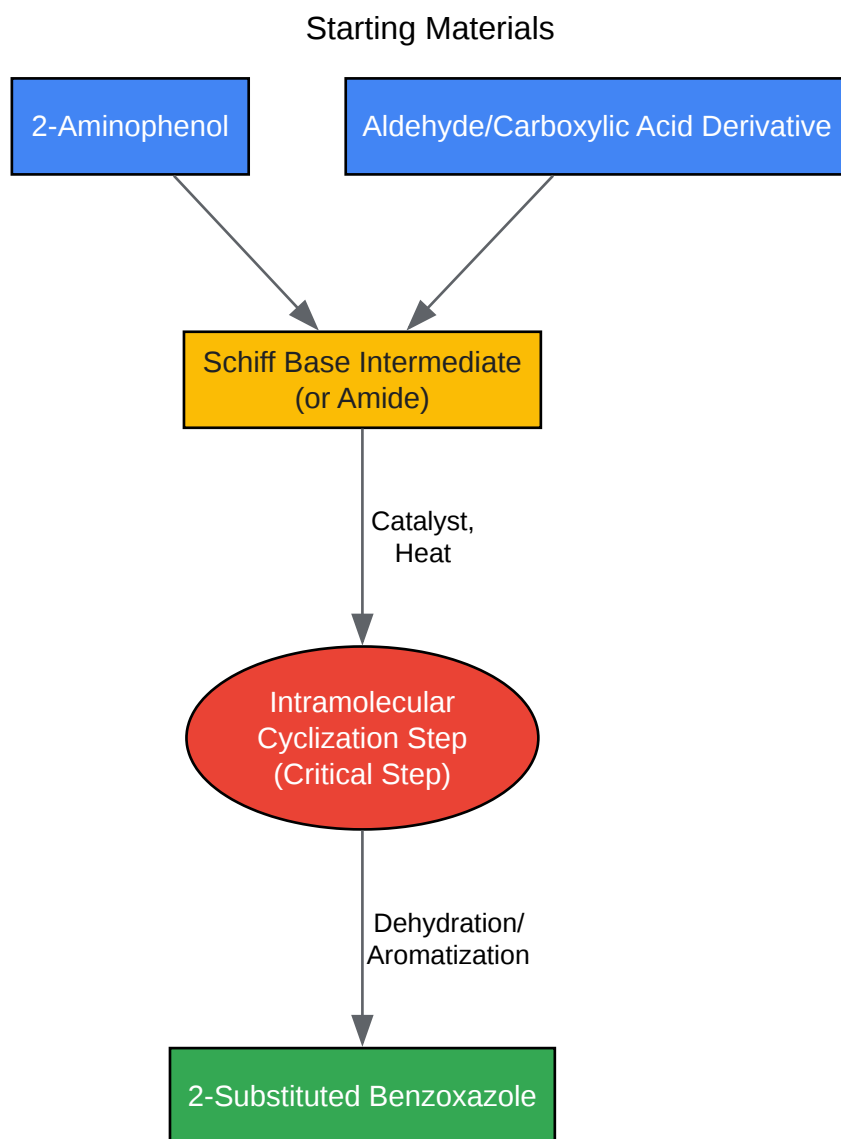 Starting Materials
2-Aminophenol
Aldehyde/Carboxylic Acid Derivative
Schiff Base Intermediate
(or Amide)
Catalyst,
Heat
Intramolecular
Cyclization Step
(Critical Step)
Dehydration/
Aromatization
2-Substituted Benzoxazole